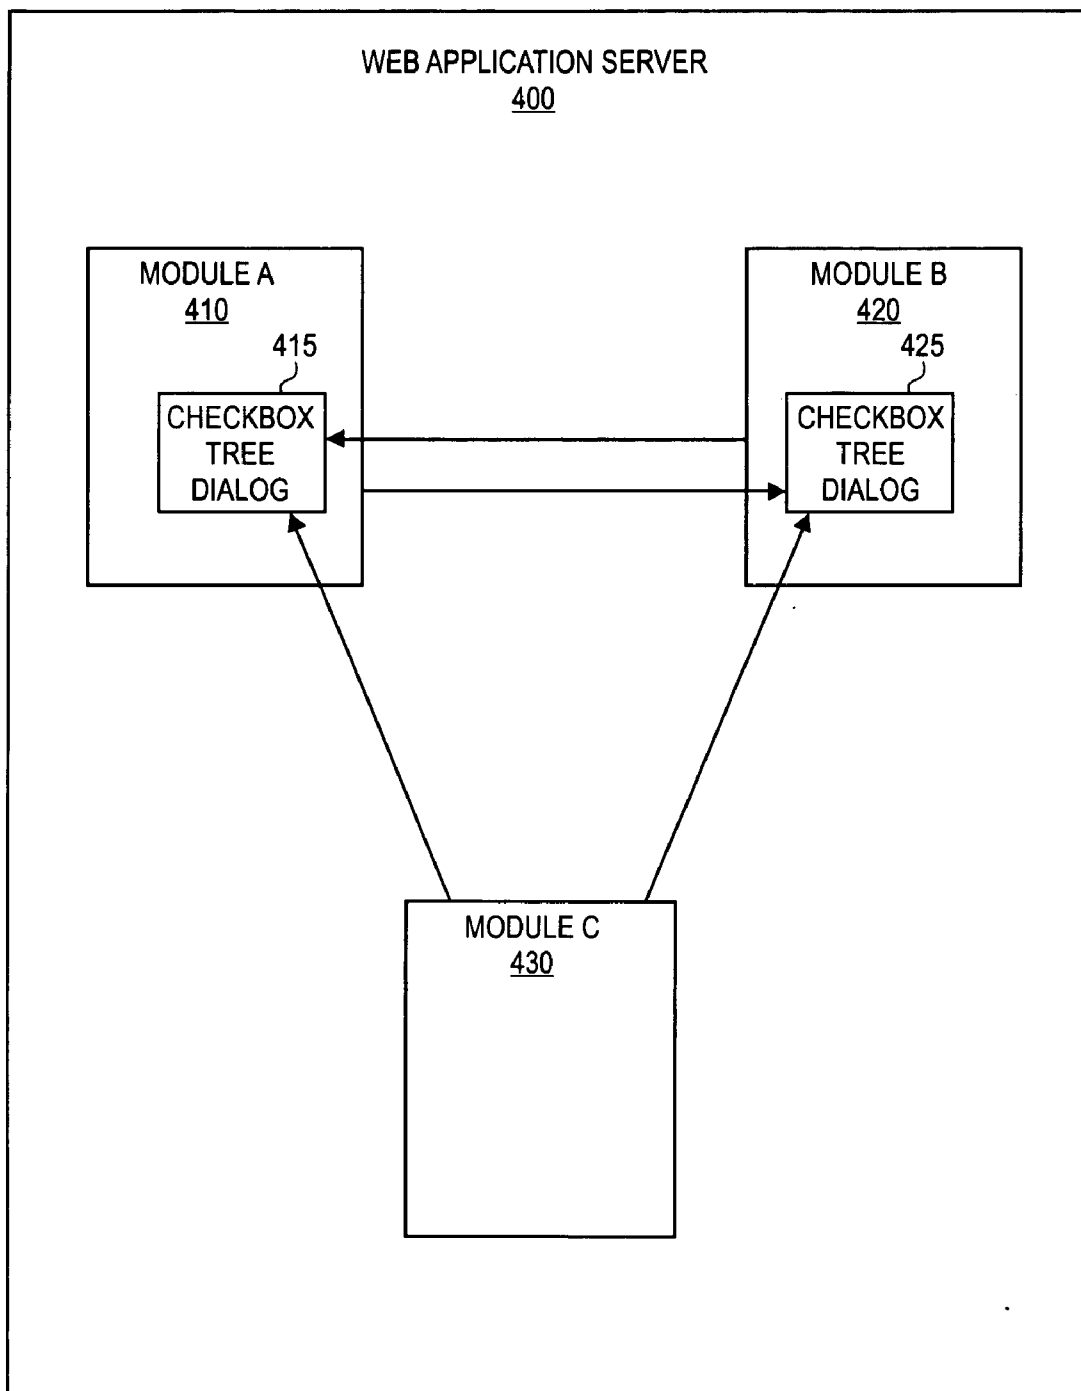 WEB APPLICATION SERVER
400
MODULE A
410
415
CHECKBOX
TREE
DIALOG
MODULE B
420
425
CHECKBOX
TREE
DIALOG
MODULE C
430